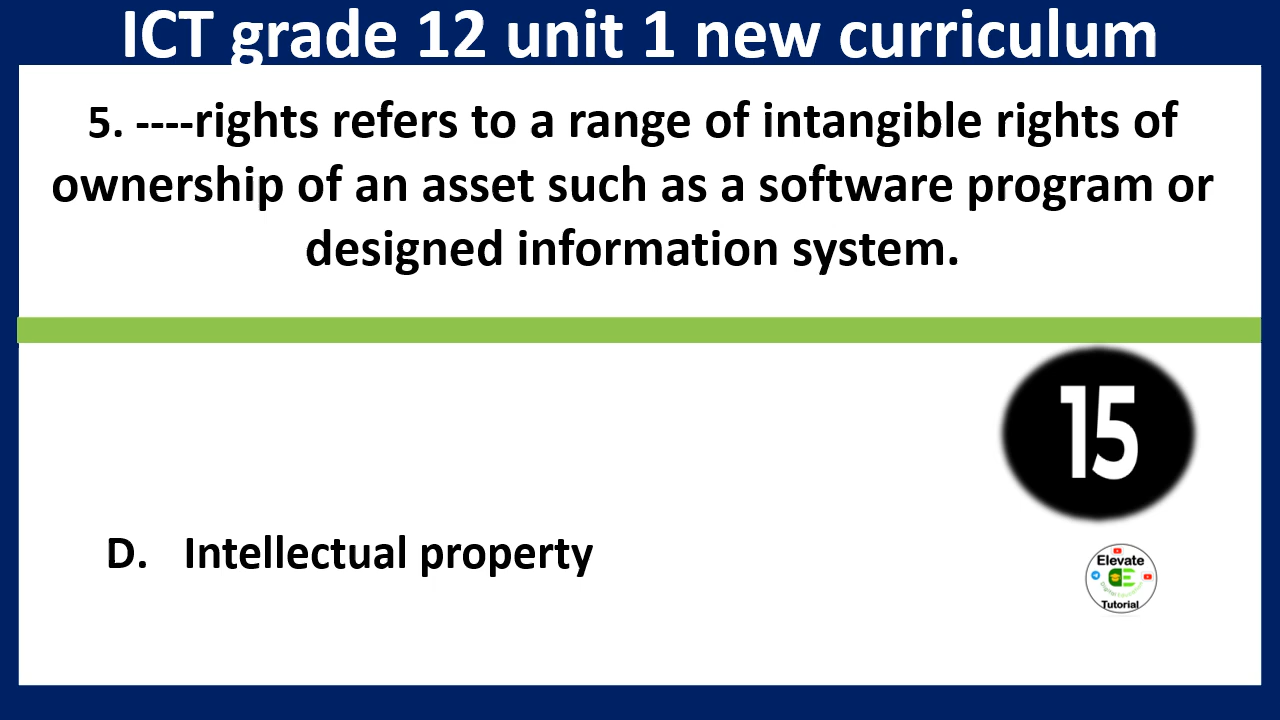 ICT grade 12 unit 1 new curriculum
5. ----rights refers to a range of intangible rights of
ownership of an asset such as a software program or
designed information system.
15
D. Intellectual property
Elevate
Tutorial